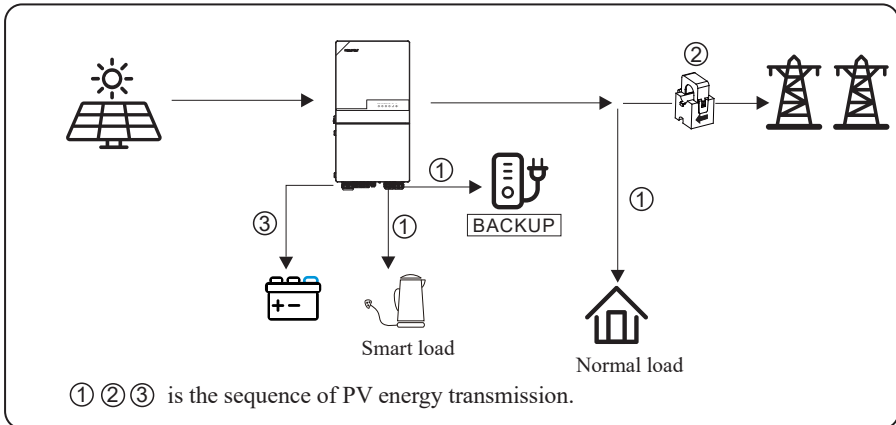 ②
①
BACKUP
③
①
①
Smart load
Normal load
① ② ③ is the sequence of PV energy transmission.